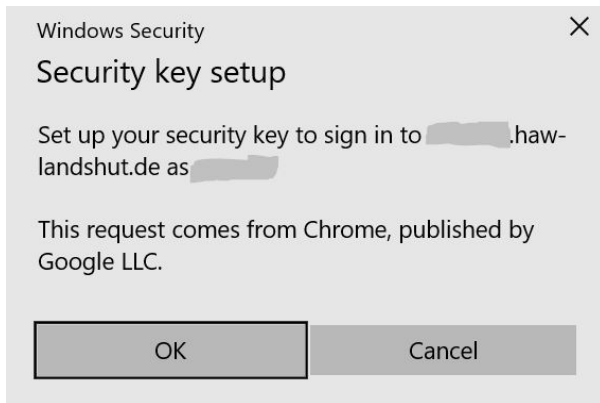 Windows Security
Security key setup
Set up your security key to sign in to .haw-
landshut.de as
This request comes from Chrome, published by
Google LLC.
OK
Cancel